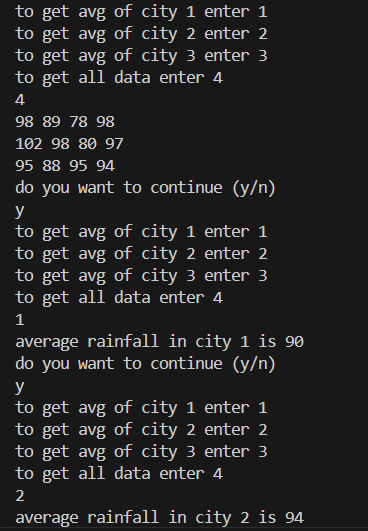 to get avg of city 1 enter 1
to get avg of city 2 enter 2
to get avg of city 3 enter 3
to get all data enter 4
4
98 89 78 98
102 98 80 97
95 88 95 94
do you want to continue (y/n)
y
to get avg of city 1 enter 1
to get avg of city 2 enter 2
to get avg of city 3 enter 3
to get all data enter 4
1
average rainfall in city 1 is 90
do you want to continue (y/n)
y
to get avg of city 1 enter 1
to get avg of city 2 enter 2
to get avg of city 3 enter 3
to get all data enter 4
2
average rainfall in city 2 is 94